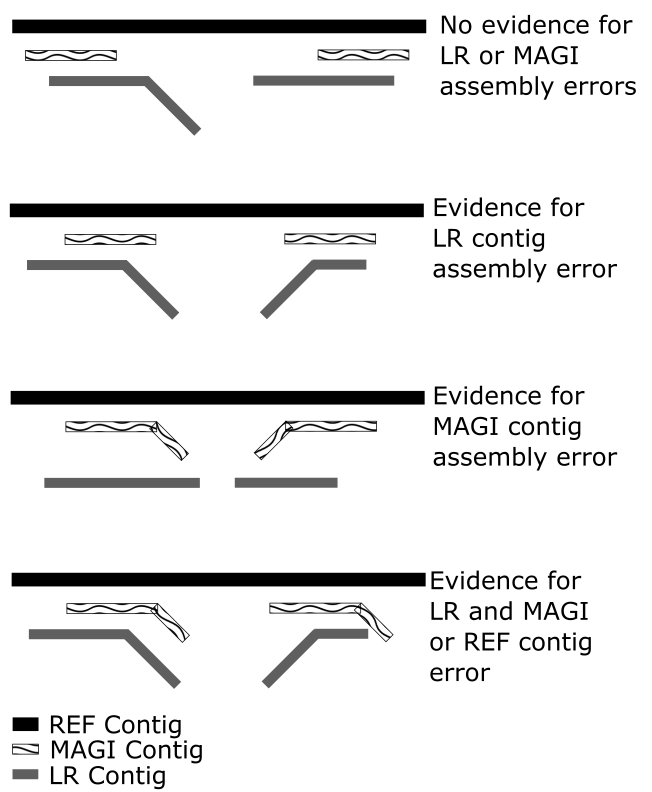 No evidence for
LR or MAGI
assembly errors
Evidence for
LR contig
assembly error
Evidence for
MAGI contig
assembly error
Evidence for
LR and MAGI
or REF contig
error
REF Contig
MAGI Contig
LR Contig